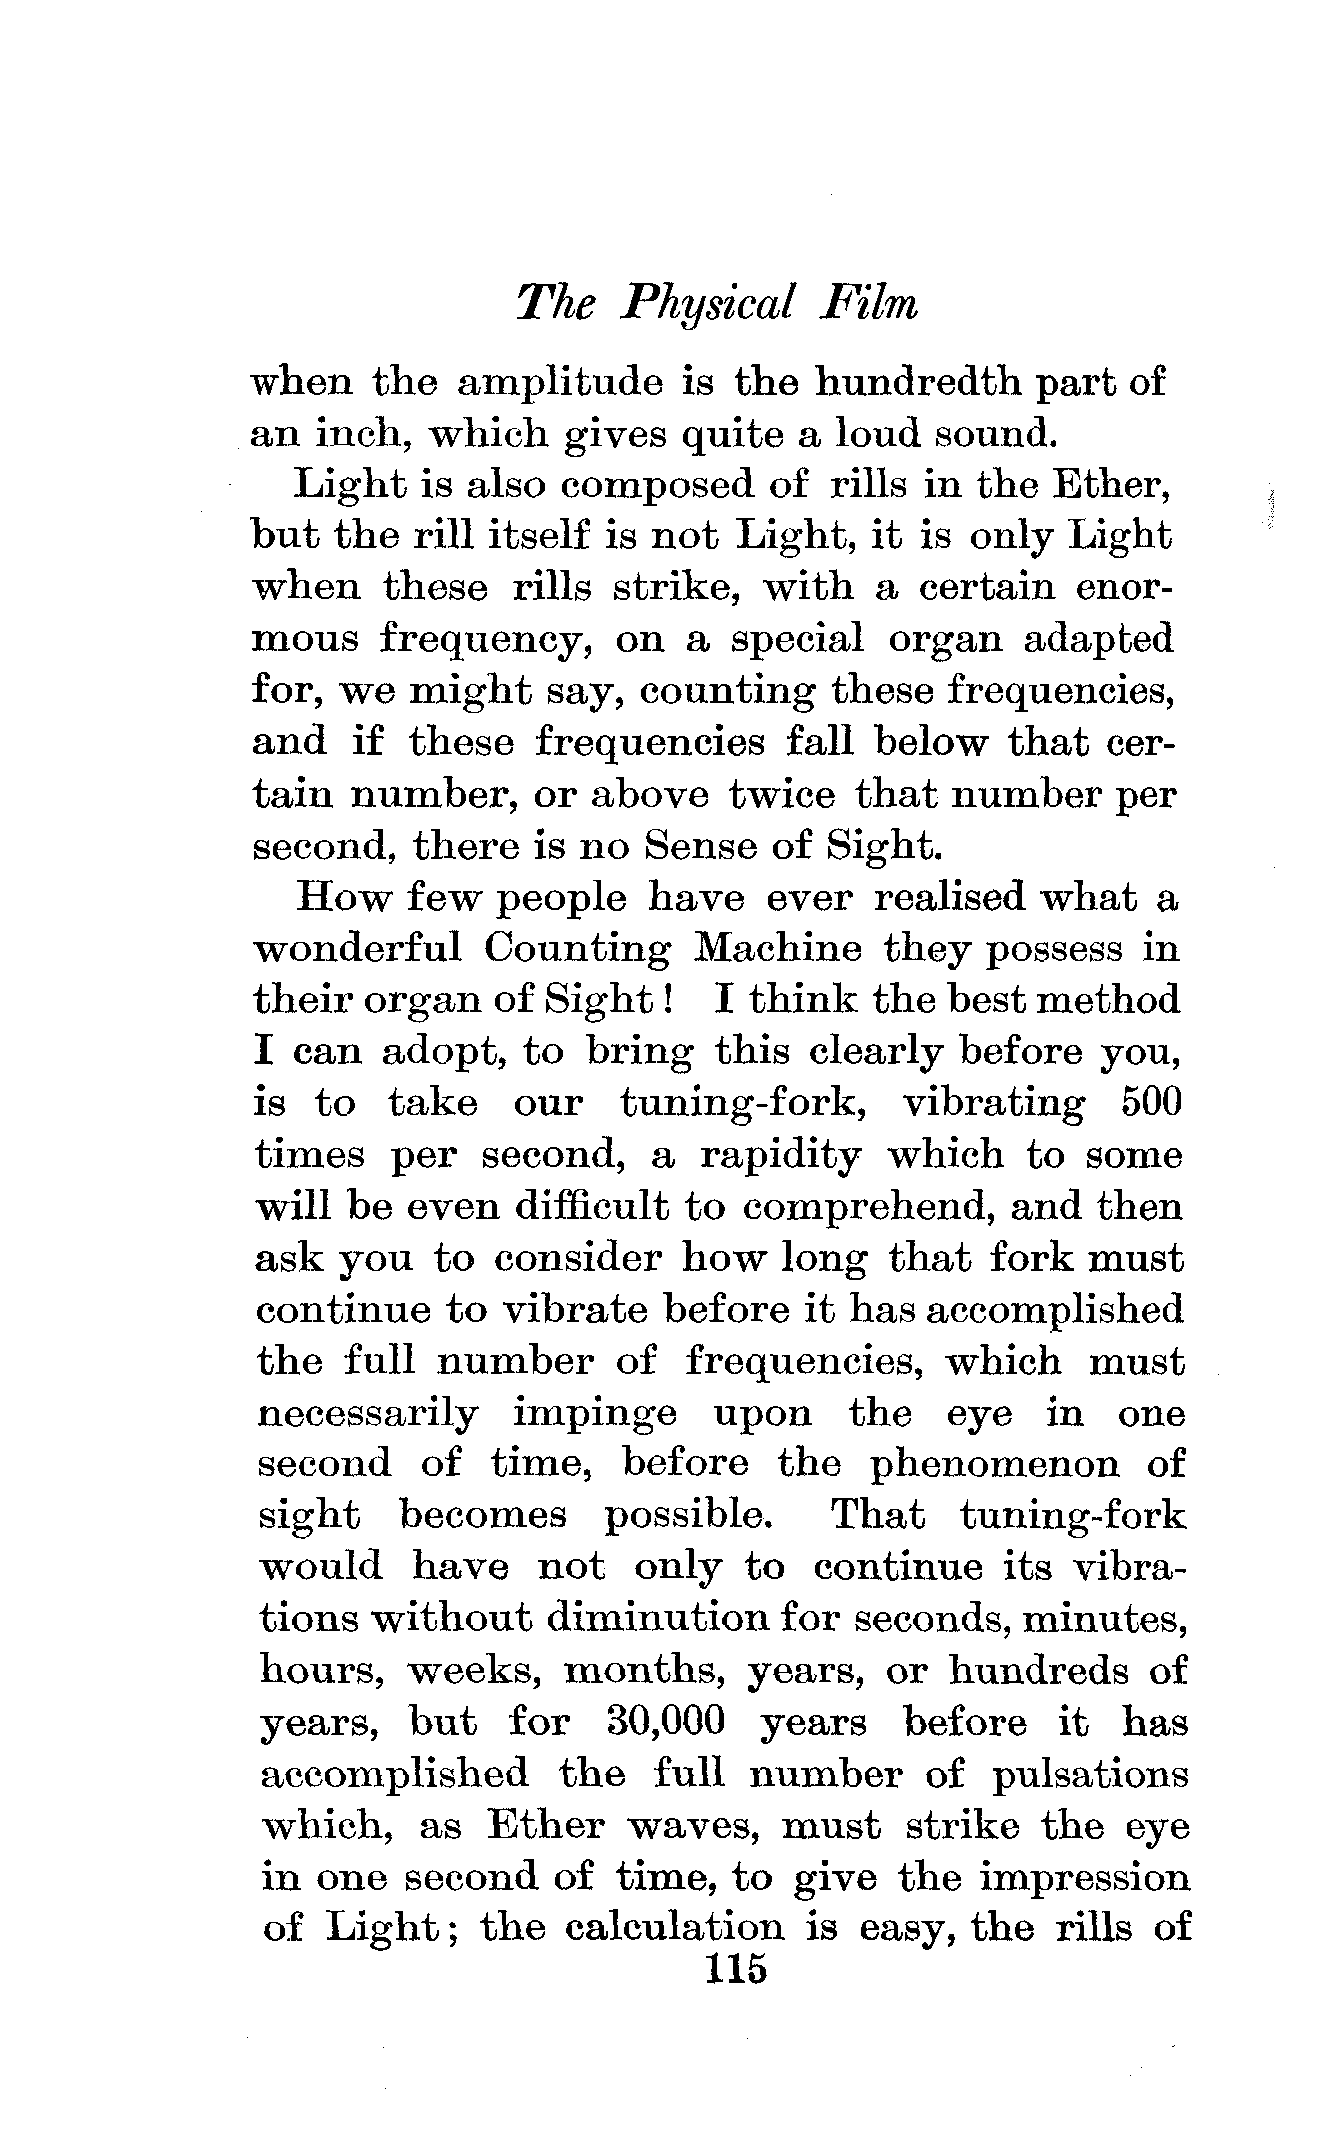 The Physical Film
when the amplitude is the hundredth part of
an inch, which gives quite a loud sound.
Light is also composed of rills in the Ether,
but the rill itself is not Light, it is only Light
when these rills strike, with a certain enor-
mous frequency, on a special organ adapted
for, we might say, counting these frequencies,
and if these frequencies fall below that cer-
tain number, or above twice that number per
second, there is no Sense of Sight.
How few people have ever realised what a
wonderful Counting Machine they possess in
their organ of Sight ! I think the best method
I can adopt, to bring this clearly before you,
is to take our tuning-fork, vibrating 500
times per second, a rapidity which to some
will be even difficult to comprehend, and then
ask you to consider how long that fork must
continue to vibrate before it has accomplished
the full number of frequencies, which must
necessarily impinge upon the eye in one
second of time, before the phenomenon of
sight becomes possible. That tuning-fork
would have not only to continue its vibra-
tions without diminution for seconds, minutes,
hours, weeks, months, years, or hundreds of
years, but for 30,000 years before it has
accomplished the full number of pulsations
which, as Ether waves, must strike the eye
in one second of time, to give the impression
of Light ; the calculation is easy, the rills of
115